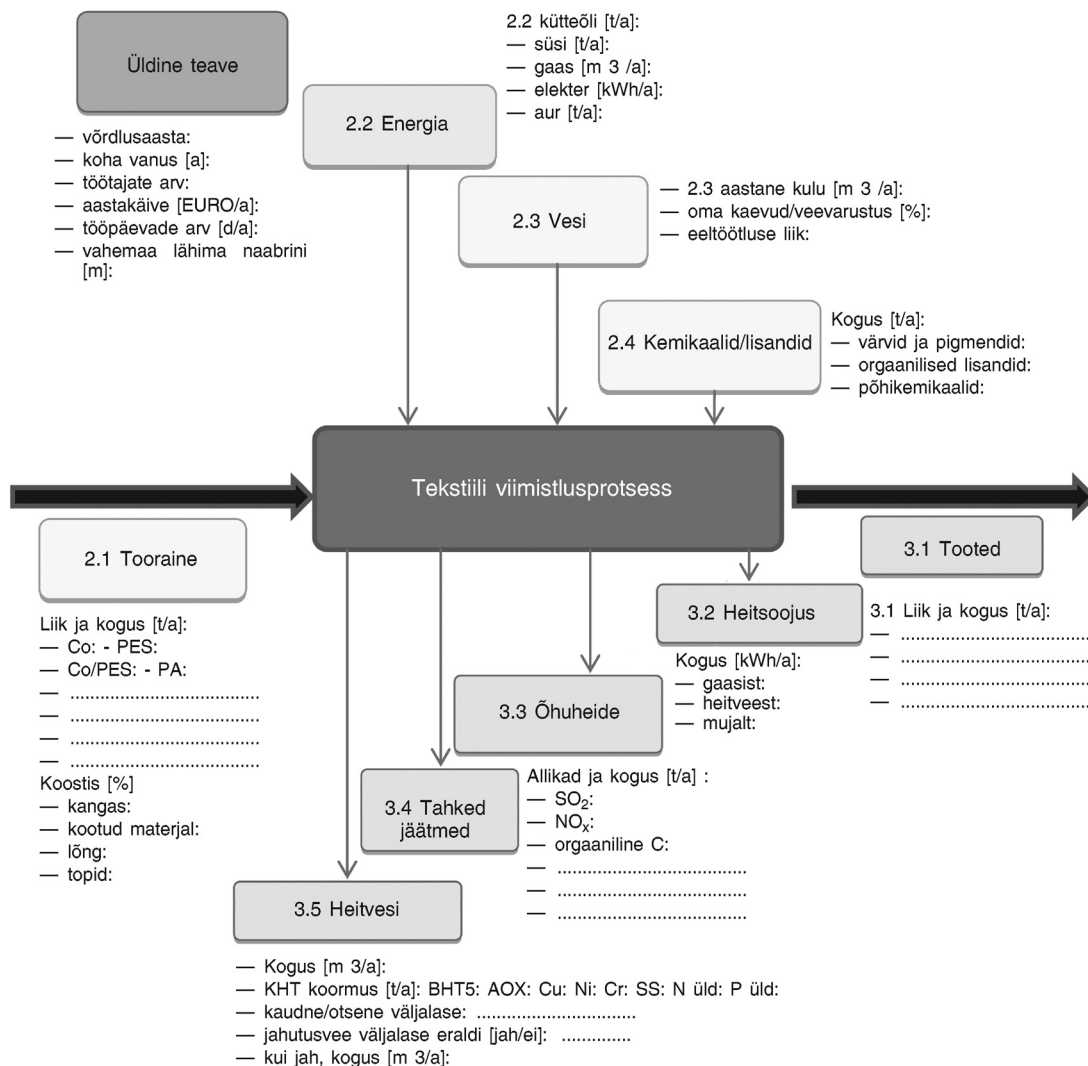 Üldine teave
— võrdlusaasta:
— koha vanus [a]:
— töötajate arv:
— aastakäive [EURO/a]:
— tööpäevade arv [d/a]:
— vahemaa lähima naabrini
[m]:
2.2 Energia
2.2 kütteõli [t/a]:
— süsi [t/a]:
— gaas [m 3 /a]:
— elekter [kWh/a]:
— aur [t/a]:
2.3 Vesi
— 2.3 aastane kulu [m 3 /a]:
— oma kaevud/veevarustus [%]:
— eeltöötluse liik:
2.4 Kemikaalid/lisandid
Kogus [t/a]:
— värvid ja pigmendid:
— orgaanilised lisandid:
— põhikemikaalid:
Tekstiili viimistlusprotsess
2.1 Tooraine
Liik ja kogus [t/a]:
— Co: - PES:
— Co/PES: - PA:
— ......................................
— ......................................
— ......................................
— ......................................
Koostis [%]
— kangas:
— kootud materjal:
— lõng:
— topid:
3.1 Tooted
3.1 Liik ja kogus [t/a]:
— ......................................
— ......................................
— ......................................
— ......................................
3.2 Heitsoojus
Kogus [kWh/a]:
— gaasist:
— heitveest:
— mujalt:
3.3 Õhuheide
Allikad ja kogus [t/a] :
— SO₂:
— NOₓ:
— orgaaniline C:
— ......................................
— ......................................
— ......................................
3.4 Tahked
jäätmed
3.5 Heitvesi
— Kogus [m 3/a]:
— KHT koormus [t/a]: BHT5: AOX: Cu: Ni: Cr: SS: N üld: P üld:
— kaudne/otsene väljalase: ................................
— jahutusvee väljalase eraldi [jah/ei]: ..............
— kui jah, kogus [m 3/a]: